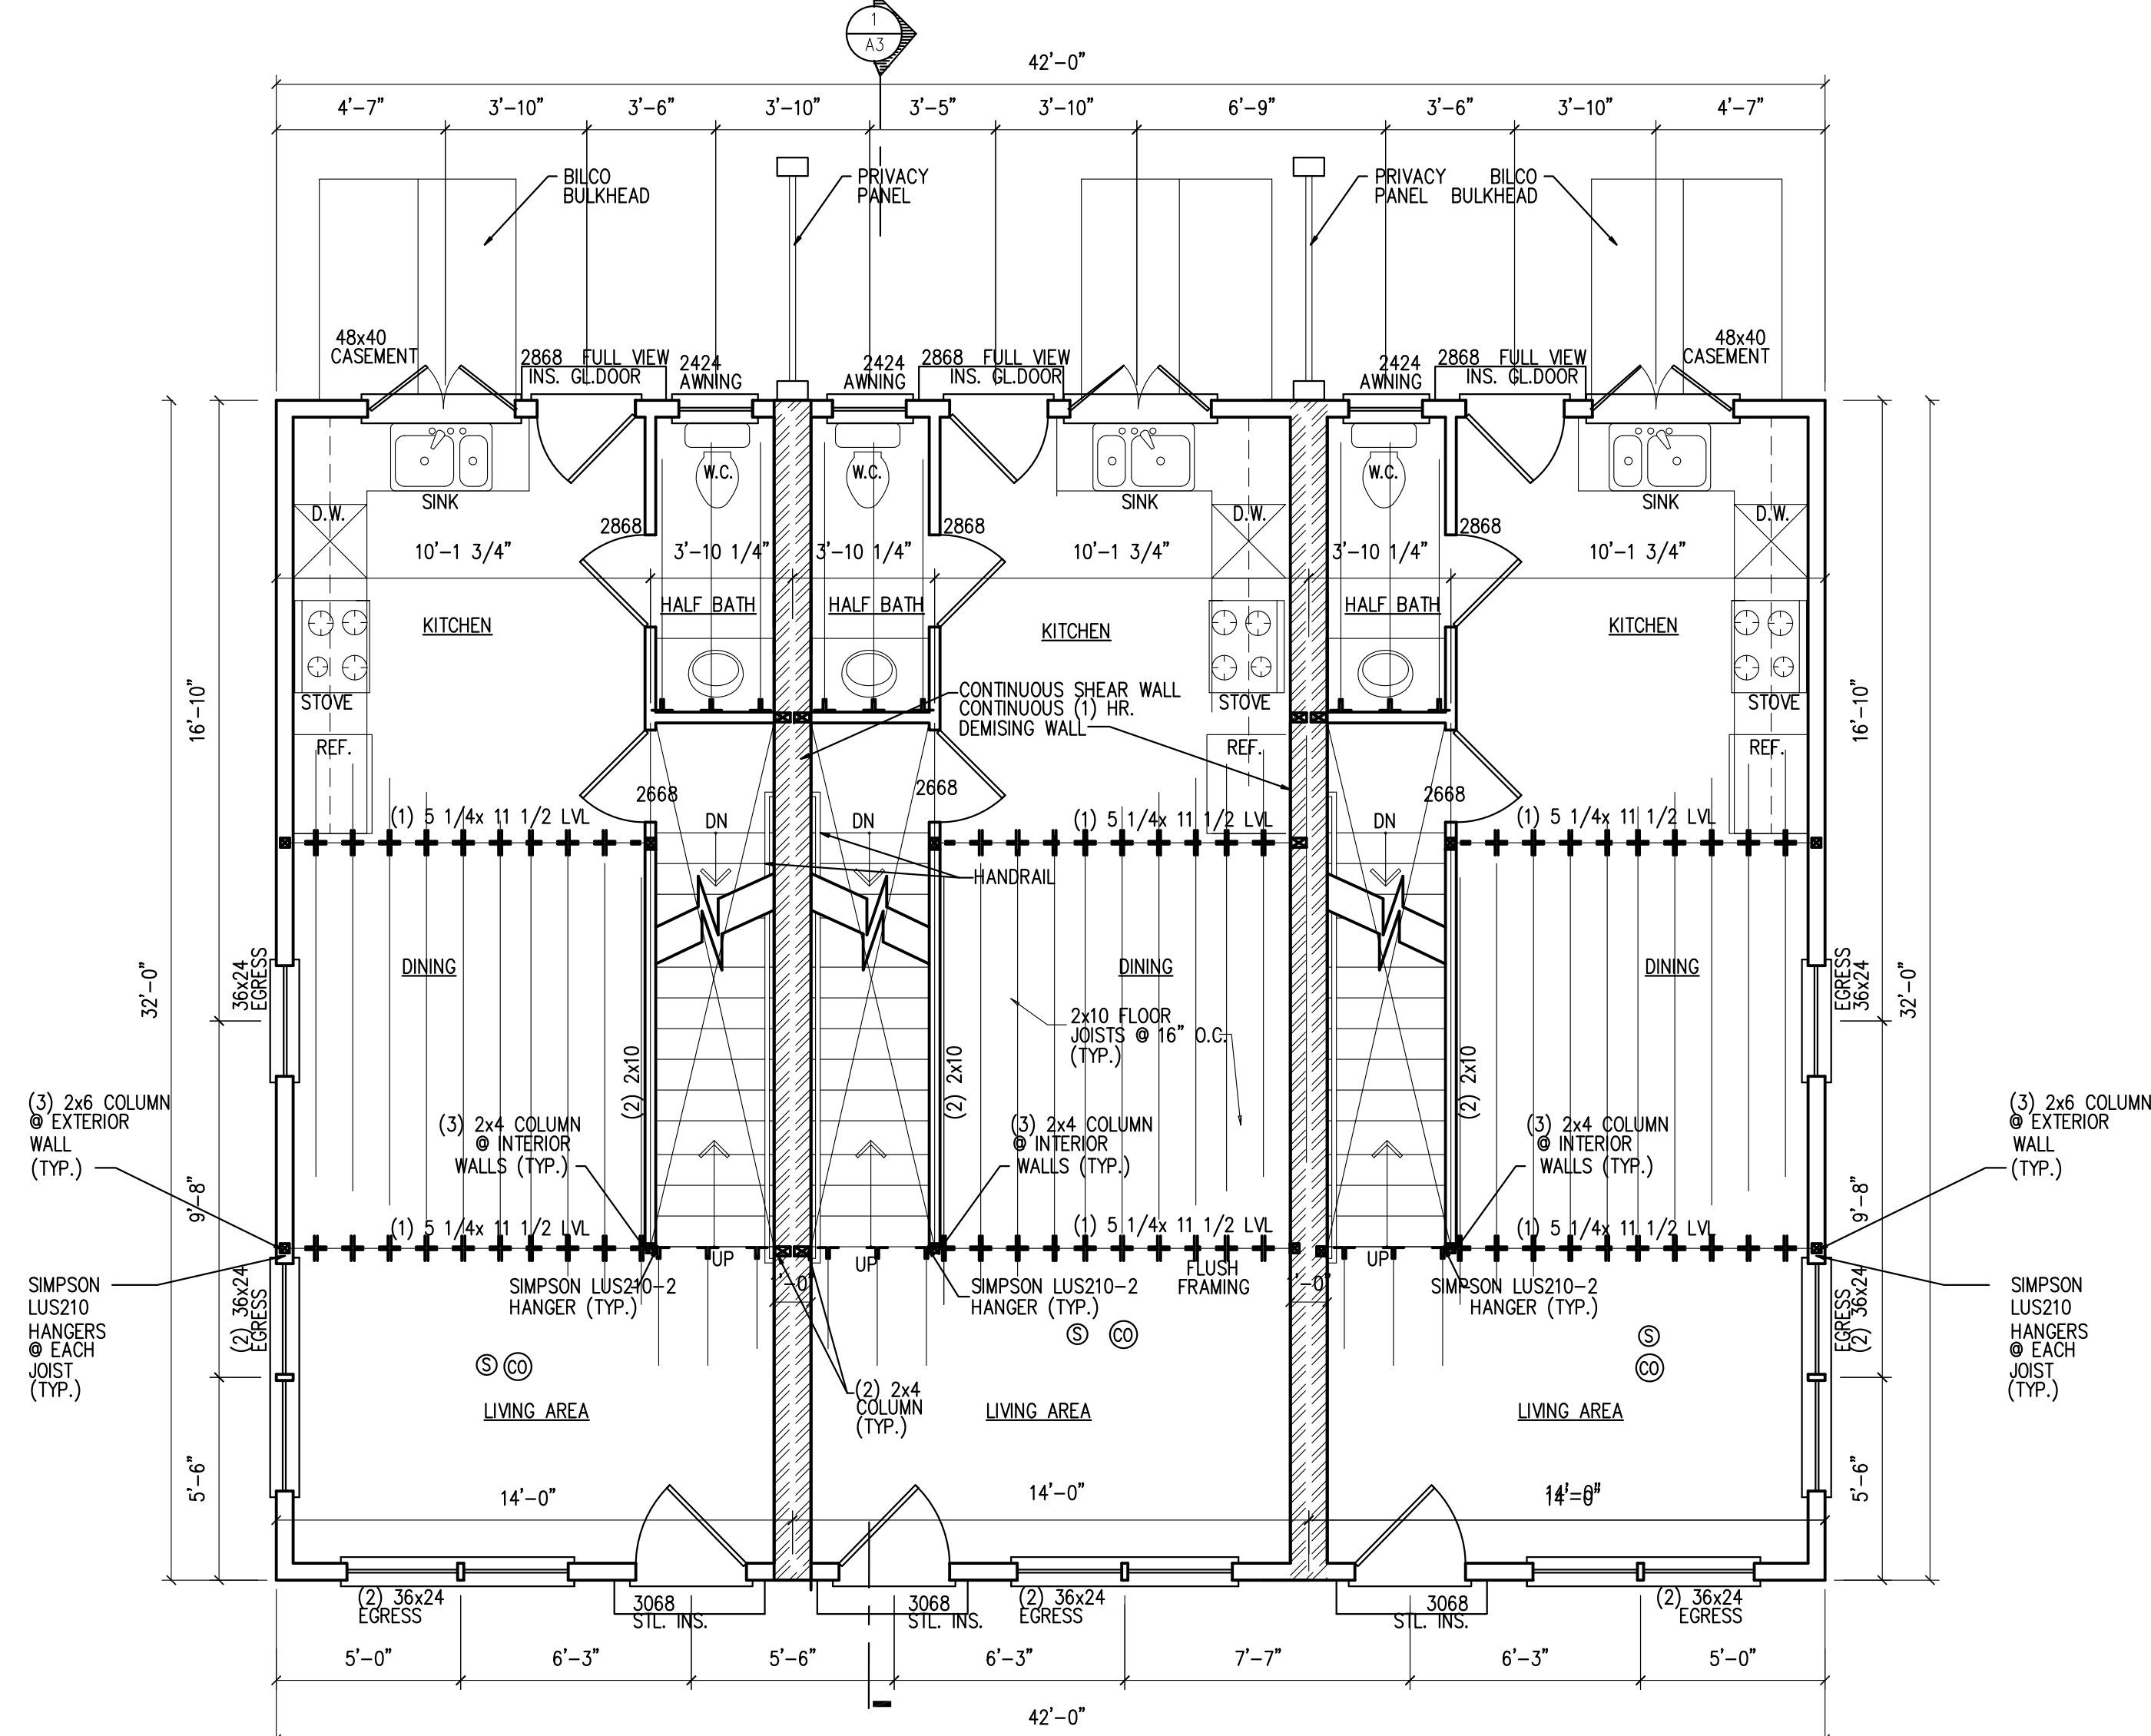 1
A3
42'-0"
4'-7"
3'-10"
3'-6"
3'-10"
3'-5"
3'-10"
6'-9"
3'-6"
3'-10"
4'-7"
BILCO
BULKHEAD
PRIVACY
PANEL
PRIVACY
PANEL
BILCO
BULKHEAD
48x40
CASEMENT
2868 FULL VIEW
INS. GL.DOOR
2424
AWNING
2424
AWNING
2868 FULL VIEW
INS. GL.DOOR
2424
AWNING
2868 FULL VIEW
INS. GL.DOOR
48x40
CASEMENT
W.C.
W.C.
W.C.
SINK
SINK
SINK
D.W.
D.W.
D.W.
2868
2868
2868
10'-1 3/4"
3'-10 1/4"
3'-10 1/4"
10'-1 3/4"
3'-10 1/4"
10'-1 3/4"
HALF BATH
HALF BATH
HALF BATH
KITCHEN
KITCHEN
KITCHEN
STOVE
STOVE
STOVE
CONTINUOUS SHEAR WALL
CONTINUOUS (1) HR.
DEMISING WALL
16'-10"
16'-10"
REF.
REF.
REF.
2668
2668
2668
(1) 5 1/4x 11 1/2 LVL
(1) 5 1/4x 11 1/2 LVL
(1) 5 1/4x 11 1/2 LVL
DN
DN
DN
HANDRAIL
DINING
DINING
DINING
36x24
EGRESS
EGRESS
36x24
32'-0"
32'-0"
2x10 FLOOR
JOISTS @ 16" O.C.
(TYP.)
(2) 2x10
(2) 2x10
(2) 2x10
(3) 2x6 COLUMN
@ EXTERIOR
WALL
(TYP.)
(3) 2x4 COLUMN
@ INTERIOR
WALLS (TYP.)
(3) 2x4 COLUMN
@ INTERIOR
WALLS (TYP.)
(3) 2x4 COLUMN
@ INTERIOR
WALLS (TYP.)
(3) 2x6 COLUMN
@ EXTERIOR
WALL
(TYP.)
9'-8"
9'-8"
(1) 5 1/4x 11 1/2 LVL
(1) 5 1/4x 11 1/2 LVL
(1) 5 1/4x 11 1/2 LVL
UP
UP
UP
FLUSH
FRAMING
SIMPSON
LUS210
HANGERS
@ EACH
JOIST
(TYP.)
(2) 36x24
EGRESS
SIMPSON LUS210-2
HANGER (TYP.)
1'-0"
SIMPSON LUS210-2
HANGER (TYP.)
1'-0"
SIMPSON LUS210-2
HANGER (TYP.)
EGRESS
(2) 36x24
SIMPSON
LUS210
HANGERS
@ EACH
JOIST
(TYP.)
S
CO
S
CO
S
CO
(2) 2x4
COLUMN
(TYP.)
LIVING AREA
LIVING AREA
LIVING AREA
5'-6"
5'-6"
14'-0"
14'-0"
14'-0"
14'-0"
(2) 36x24
EGRESS
3068
STL. INS.
3068
STL. INS.
(2) 36x24
EGRESS
3068
STL. INS.
(2) 36x24
EGRESS
5'-0"
6'-3"
5'-6"
6'-3"
7'-7"
6'-3"
5'-0"
42'-0"